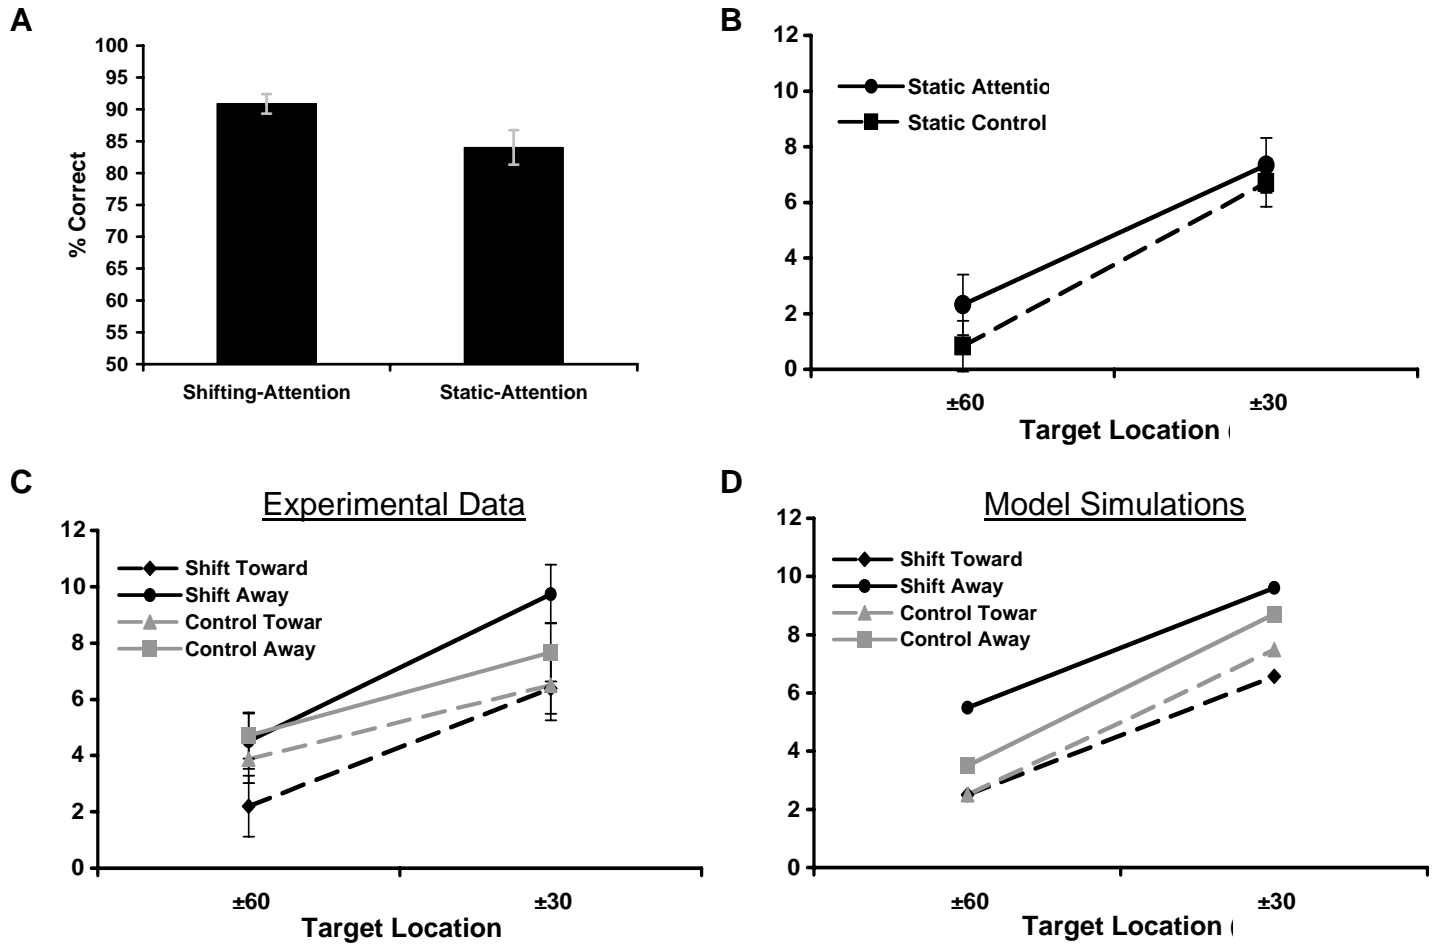 A
100
95
90
85
80
75
70
65
60
55
50
% Correct
Shifting-Attention Static-Attention
B
12
10
8
6
4
2
0
Static Attentio
Static Control
±60 ±30
Target Location (
C
Experimental Data
12
10
8
6
4
2
0
Shift Toward
Shift Away
Control Towar
Control Away
±60 ±30
Target Location
D
Model Simulations
12
10
8
6
4
2
0
Shift Toward
Shift Away
Control Towar
Control Away
±60 ±30
Target Location (